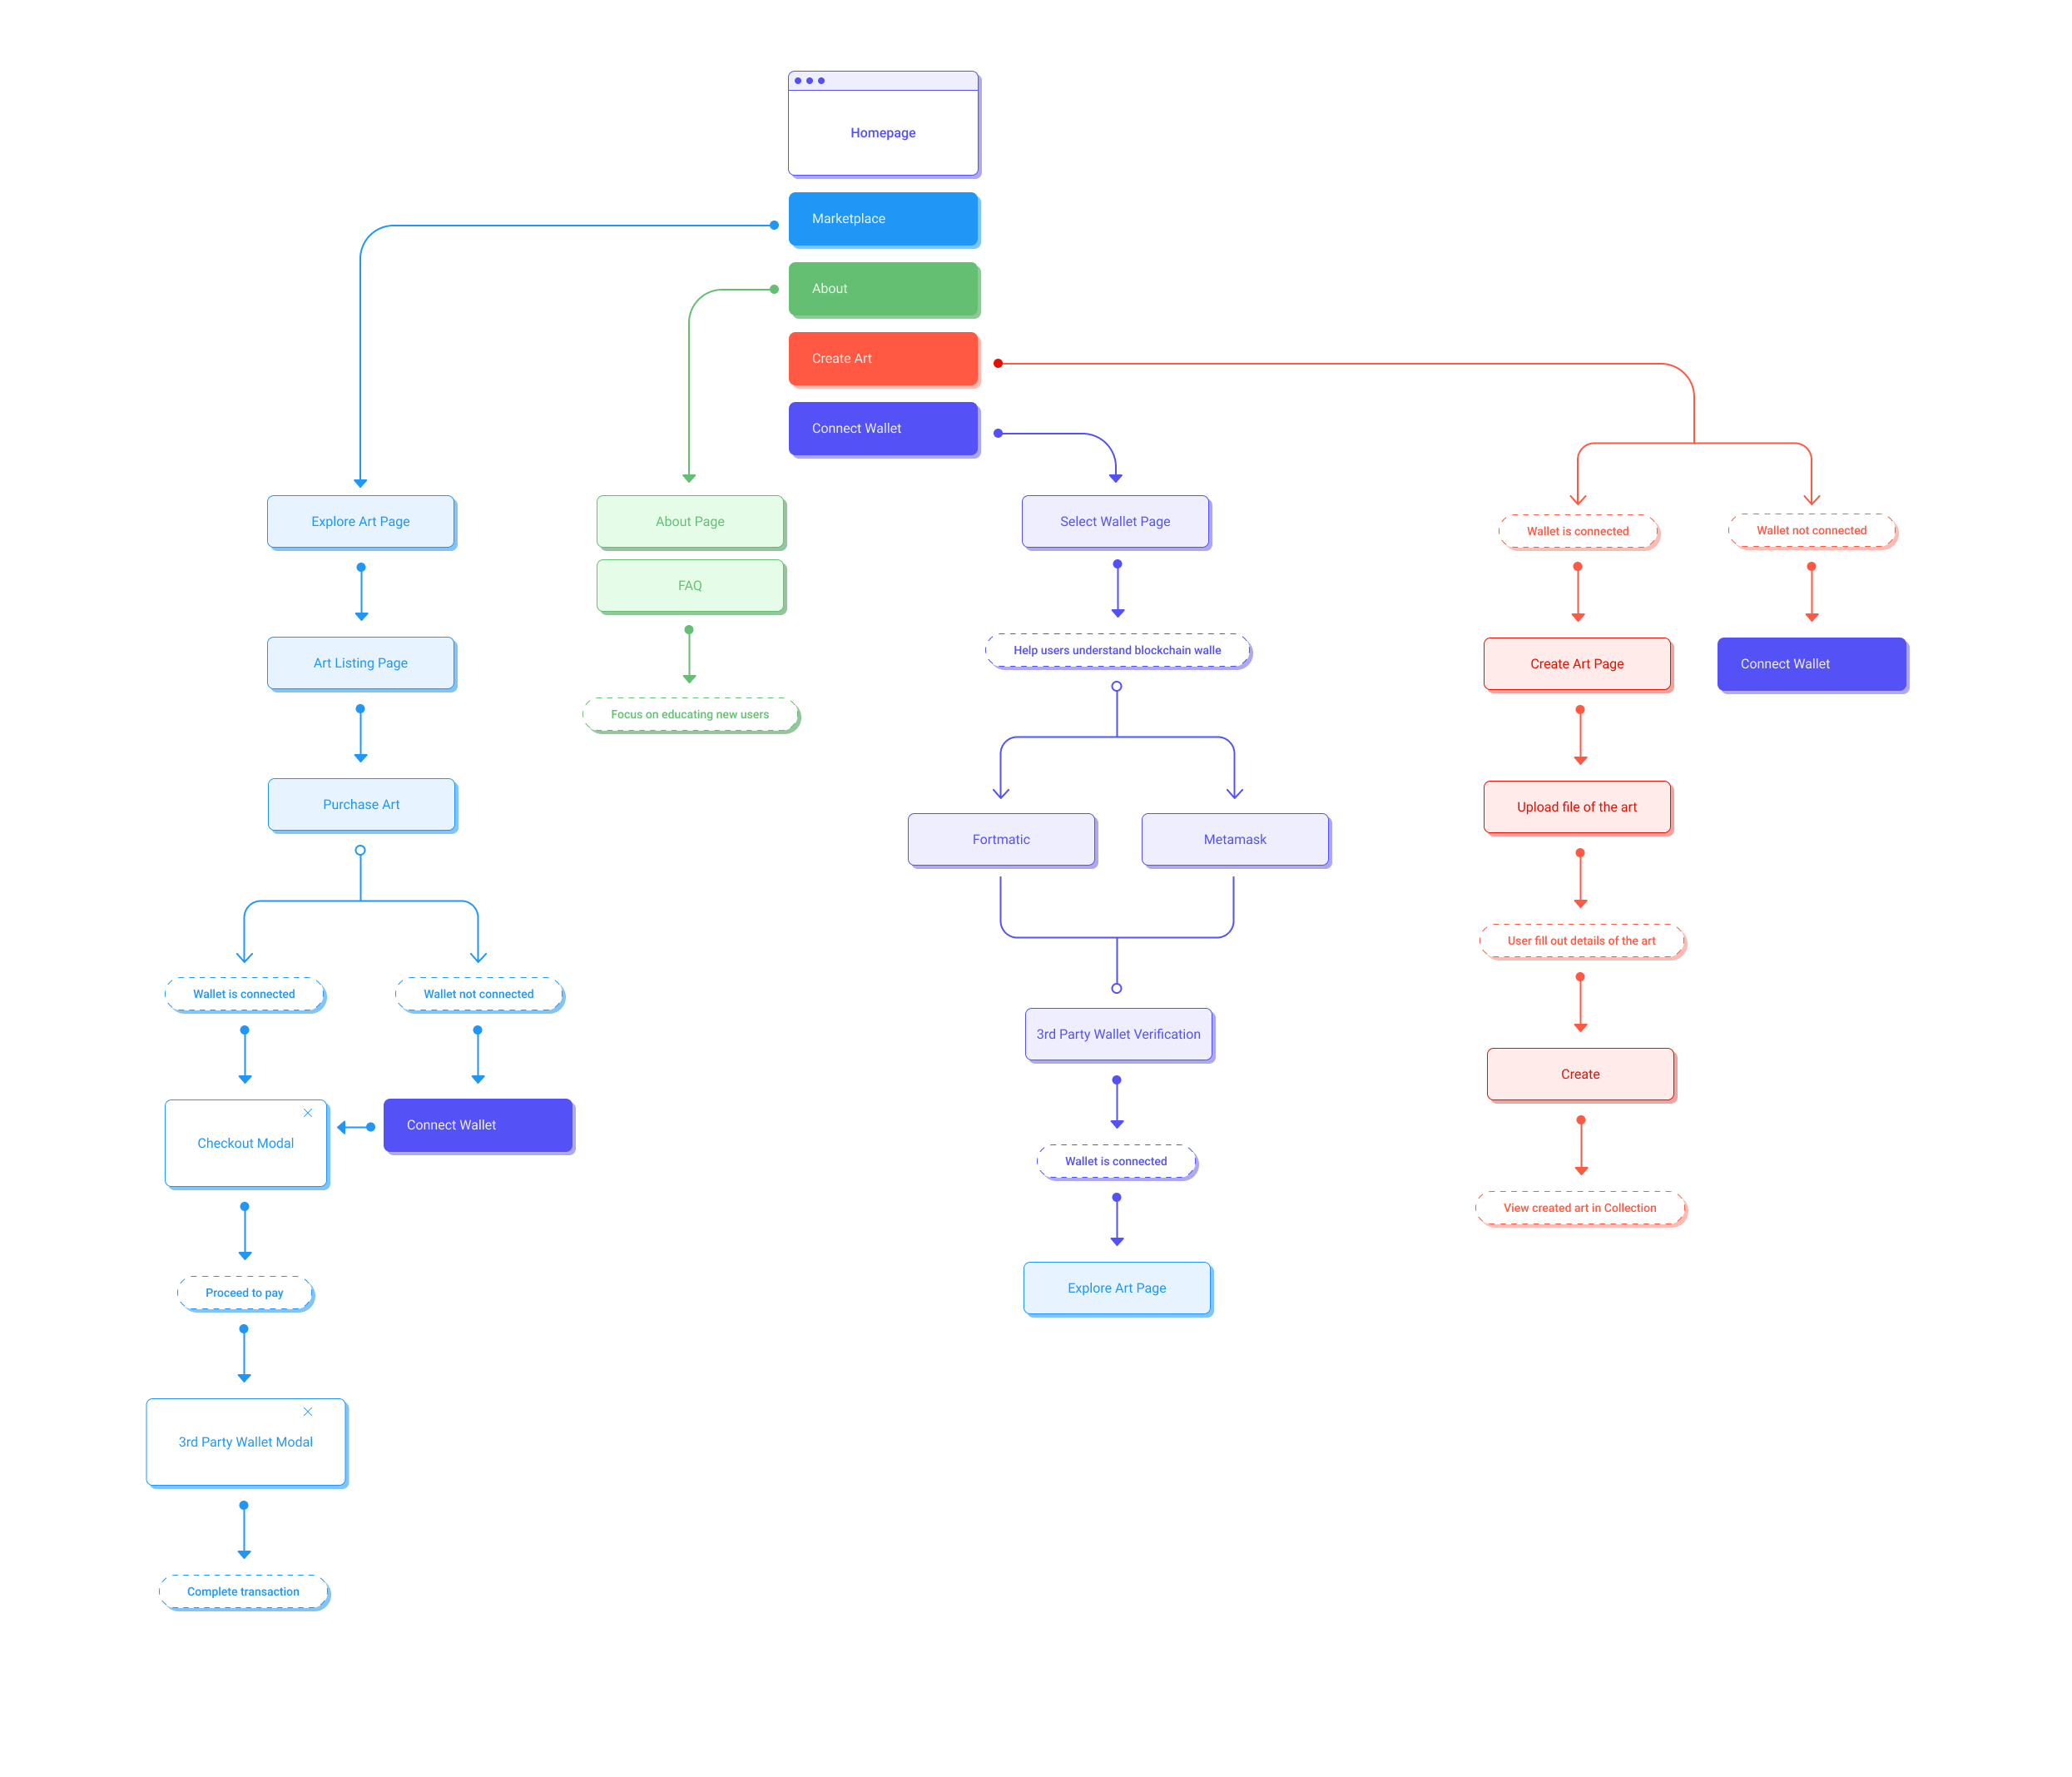 Homepage
Marketplace
About
Create Art
Connect Wallet
Explore Art Page
Art Listing Page
Purchase Art
Wallet is connected
Wallet not connected
Checkout Modal
Connect Wallet
Proceed to pay
3rd Party Wallet Modal
Complete transaction
About Page
FAQ
Focus on educating new users
Select Wallet Page
Help users understand blockchain walle
Fortmatic
Metamask
3rd Party Wallet Verification
Wallet is connected
Explore Art Page
Wallet is connected
Wallet not connected
Create Art Page
Connect Wallet
Upload file of the art
User fill out details of the art
Create
View created art in Collection